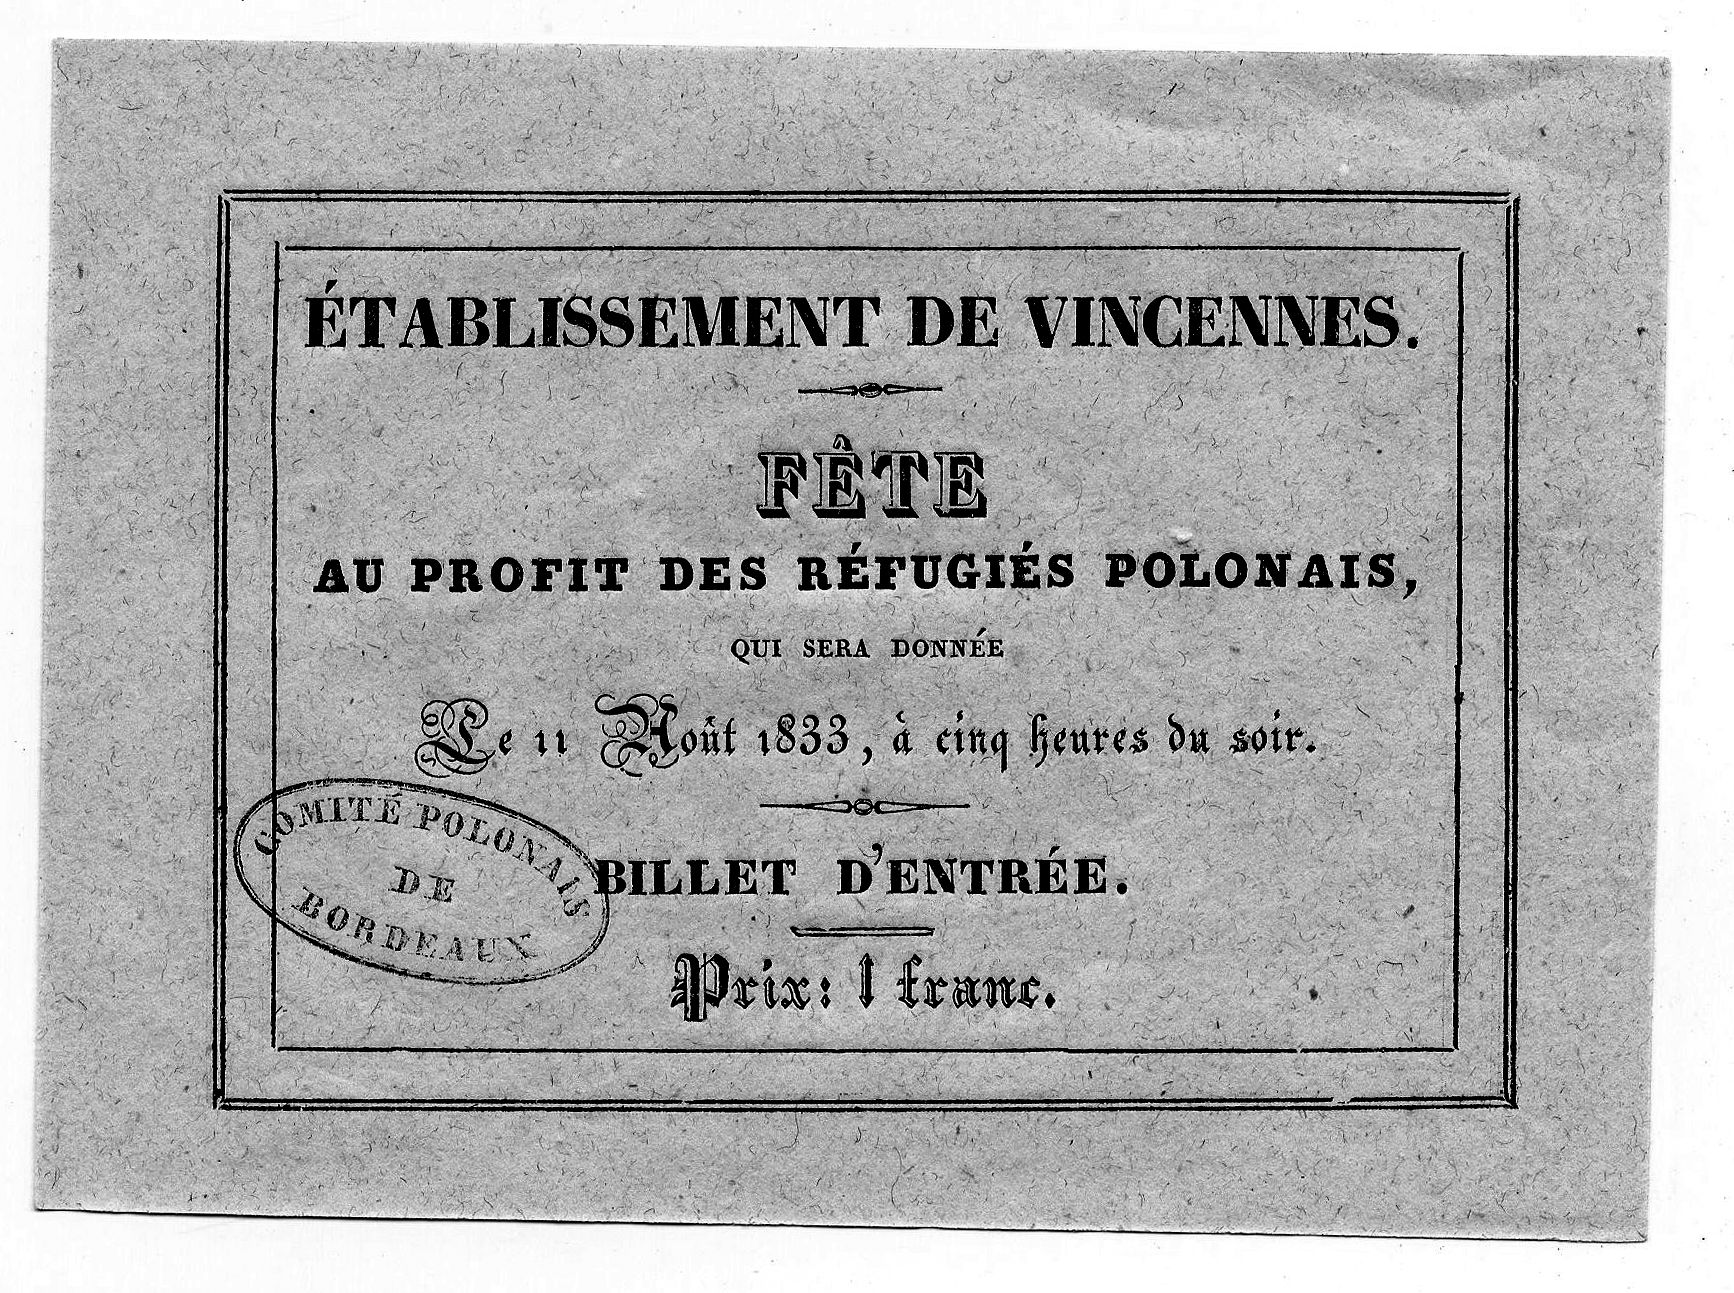 ÉTABLISSEMENT DE VINCENNES.
FÊTE
AU PROFIT DES RÉFUGIÉS POLONAIS,
QUI SERA DONNÉE
Le 11 Août 1833, à cinq heures du soir.
COMITÉ POLONAIS
DE
BORDEAUX
BILLET D'ENTRÉE.
Prix: 1 franc.